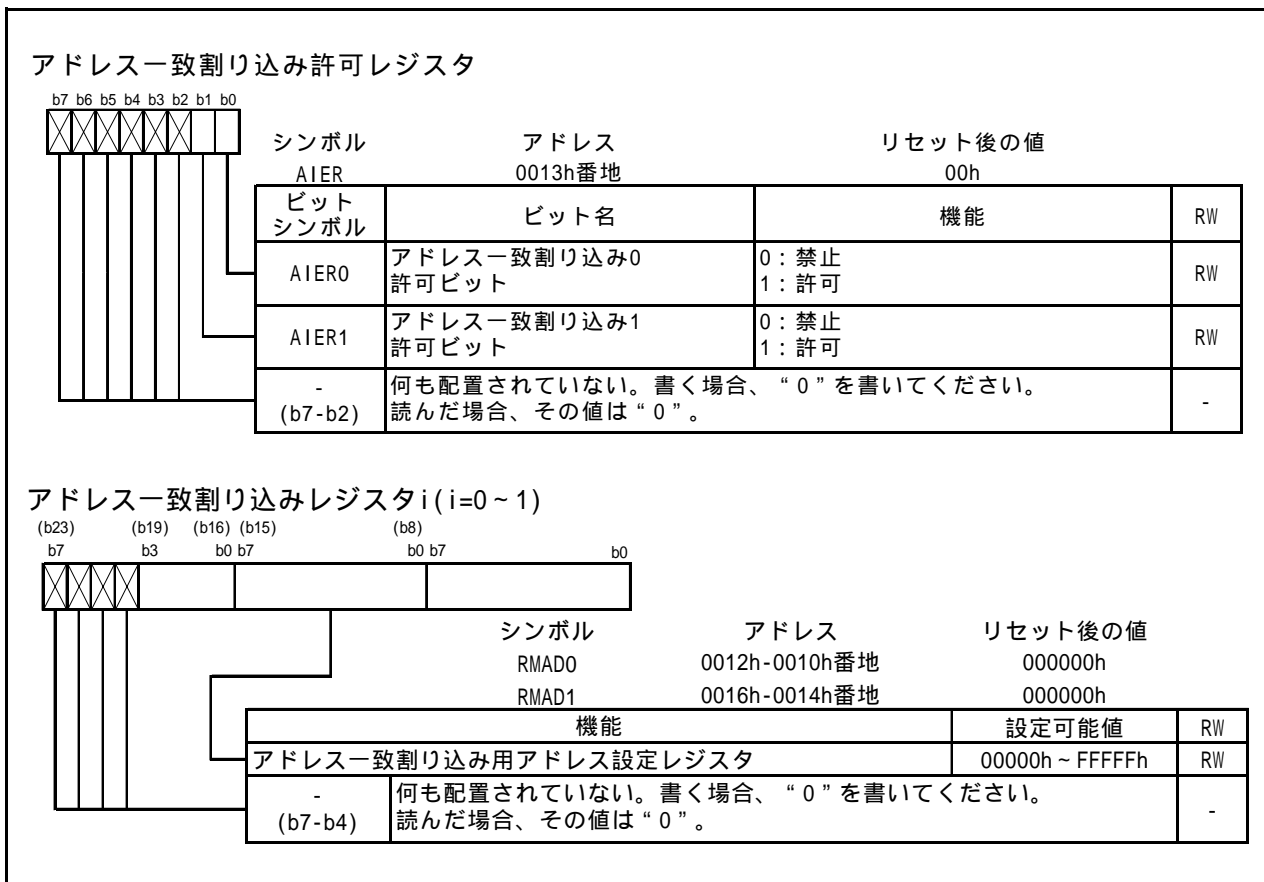 アドレス一致割り込み許可レジスタ
b7 b6 b5 b4 b3 b2 b1 b0
シンボル アドレス リセット後の値
AIER 0013h番地 00h
ビット
シンボル ビット名 機能 RW
AIER0 アドレス一致割り込み0
許可ビット 0：禁止
1：許可 RW
AIER1 アドレス一致割り込み1
許可ビット 0：禁止
1：許可 RW
-
(b7-b2) 何も配置されていない。書く場合、“0”を書いてください。
読んだ場合、その値は“0”。 -
アドレス一致割り込みレジスタi(i=0～1)
(b23) (b19) (b16) (b15) (b8)
b7 b3 b0 b7 b0 b7 b0
シンボル アドレス リセット後の値
RMAD0 0012h-0010h番地 000000h
RMAD1 0016h-0014h番地 000000h
機能 設定可能値 RW
アドレス一致割り込み用アドレス設定レジスタ 00000h～FFFFFh RW
-
(b7-b4) 何も配置されていない。書く場合、“0”を書いてください。
読んだ場合、その値は“0”。 -